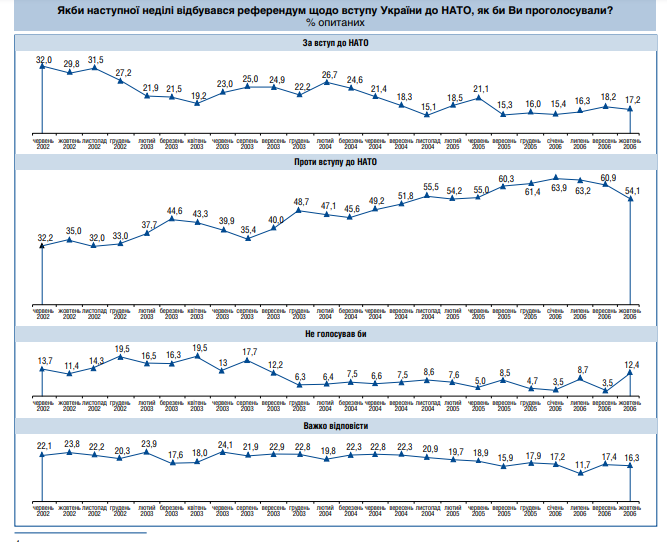 Якби наступної неділі відбувався референдум щодо вступу України до НАТО, як би Ви проголосували?
% опитаних
За вступ до НАТО
32,0 29,8 31,5 27,2 21,9 21,5 19,2 23,0 25,0 24,9 22,2 26,7 24,6 21,4 18,3 15,1 18,5 21,1 15,3 16,0 15,4 16,3 18,2 17,2
червень жовтень листопад грудень лютий березень квітень червень серпень вересень грудень лютий березень червень вересень листопад лютий червень вересень грудень січень липень вересень жовтень
2002 2002 2002 2002 2003 2003 2003 2003 2003 2003 2003 2004 2004 2004 2004 2004 2005 2005 2005 2005 2006 2006 2006 2006
Проти вступу до НАТО
32,2 35,0 32,0 33,0 37,7 44,6 43,3 39,9 35,4 40,0 48,7 47,1 45,6 49,2 51,8 55,5 54,2 55,0 60,3 61,4 63,9 63,2 60,9 54,1
червень жовтень листопад грудень лютий березень квітень червень серпень вересень грудень лютий березень червень вересень листопад лютий червень вересень грудень січень липень вересень жовтень
2002 2002 2002 2002 2003 2003 2003 2003 2003 2003 2003 2004 2004 2004 2004 2004 2005 2005 2005 2005 2006 2006 2006 2006
Не голосував би
13,7 11,4 14,3 19,5 16,5 16,3 19,5 13 17,7 12,2 6,3 6,4 7,5 6,6 7,5 8,6 7,6 5,0 8,5 4,7 3,5 8,7 3,5 12,4
червень жовтень листопад грудень лютий березень квітень червень серпень вересень грудень лютий березень червень вересень листопад лютий червень вересень грудень січень липень вересень жовтень
2002 2002 2002 2002 2003 2003 2003 2003 2003 2003 2003 2004 2004 2004 2004 2004 2005 2005 2005 2005 2006 2006 2006 2006
Важко відповісти
22,1 23,8 22,2 20,3 23,9 17,6 18,0 24,1 21,9 22,9 22,8 19,8 22,3 22,8 22,3 20,9 19,7 18,9 15,9 17,9 17,2 11,7 17,4 16,3
червень жовтень листопад грудень лютий березень квітень червень серпень вересень грудень лютий березень червень вересень листопад лютий червень вересень грудень січень липень вересень жовтень
2002 2002 2002 2002 2003 2003 2003 2003 2003 2003 2003 2004 2004 2004 2004 2004 2005 2005 2005 2005 2006 2006 2006 2006